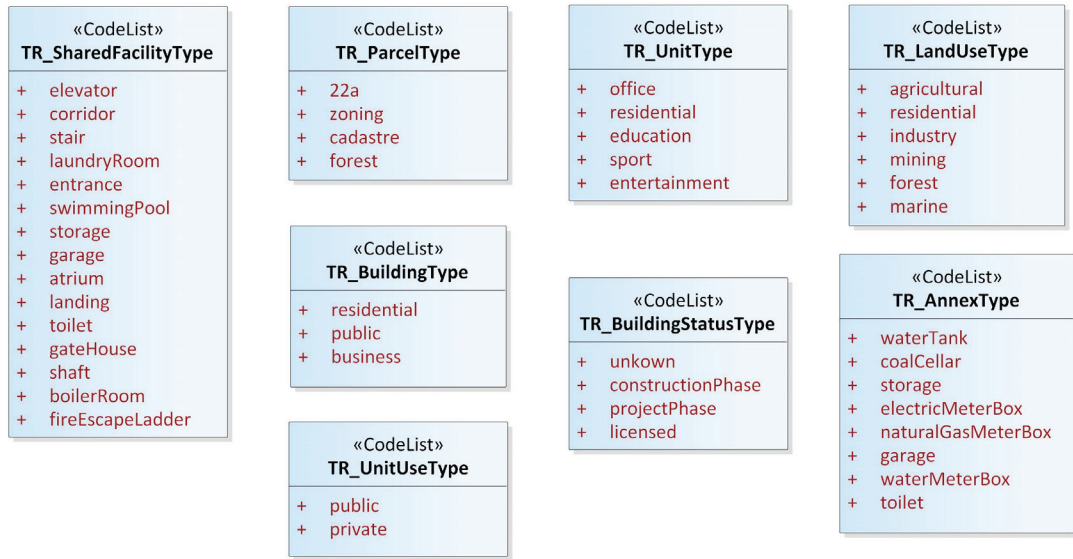 «CodeList»
TR_SharedFacilityType
+ elevator
+ corridor
+ stair
+ laundryRoom
+ entrance
+ swimmingPool
+ storage
+ garage
+ atrium
+ landing
+ toilet
+ gateHouse
+ shaft
+ boilerRoom
+ fireEscapeLadder
«CodeList»
TR_ParcelType
+ 22a
+ zoning
+ cadastre
+ forest
«CodeList»
TR_BuildingType
+ residential
+ public
+ business
«CodeList»
TR_UnitUseType
+ public
+ private
«CodeList»
TR_UnitType
+ office
+ residential
+ education
+ sport
+ entertainment
«CodeList»
TR_BuildingStatusType
+ unkown
+ constructionPhase
+ projectPhase
+ licensed
«CodeList»
TR_LandUseType
+ agricultural
+ residential
+ industry
+ mining
+ forest
+ marine
«CodeList»
TR_AnnexType
+ waterTank
+ coalCellar
+ storage
+ electricMeterBox
+ naturalGasMeterBox
+ garage
+ waterMeterBox
+ toilet